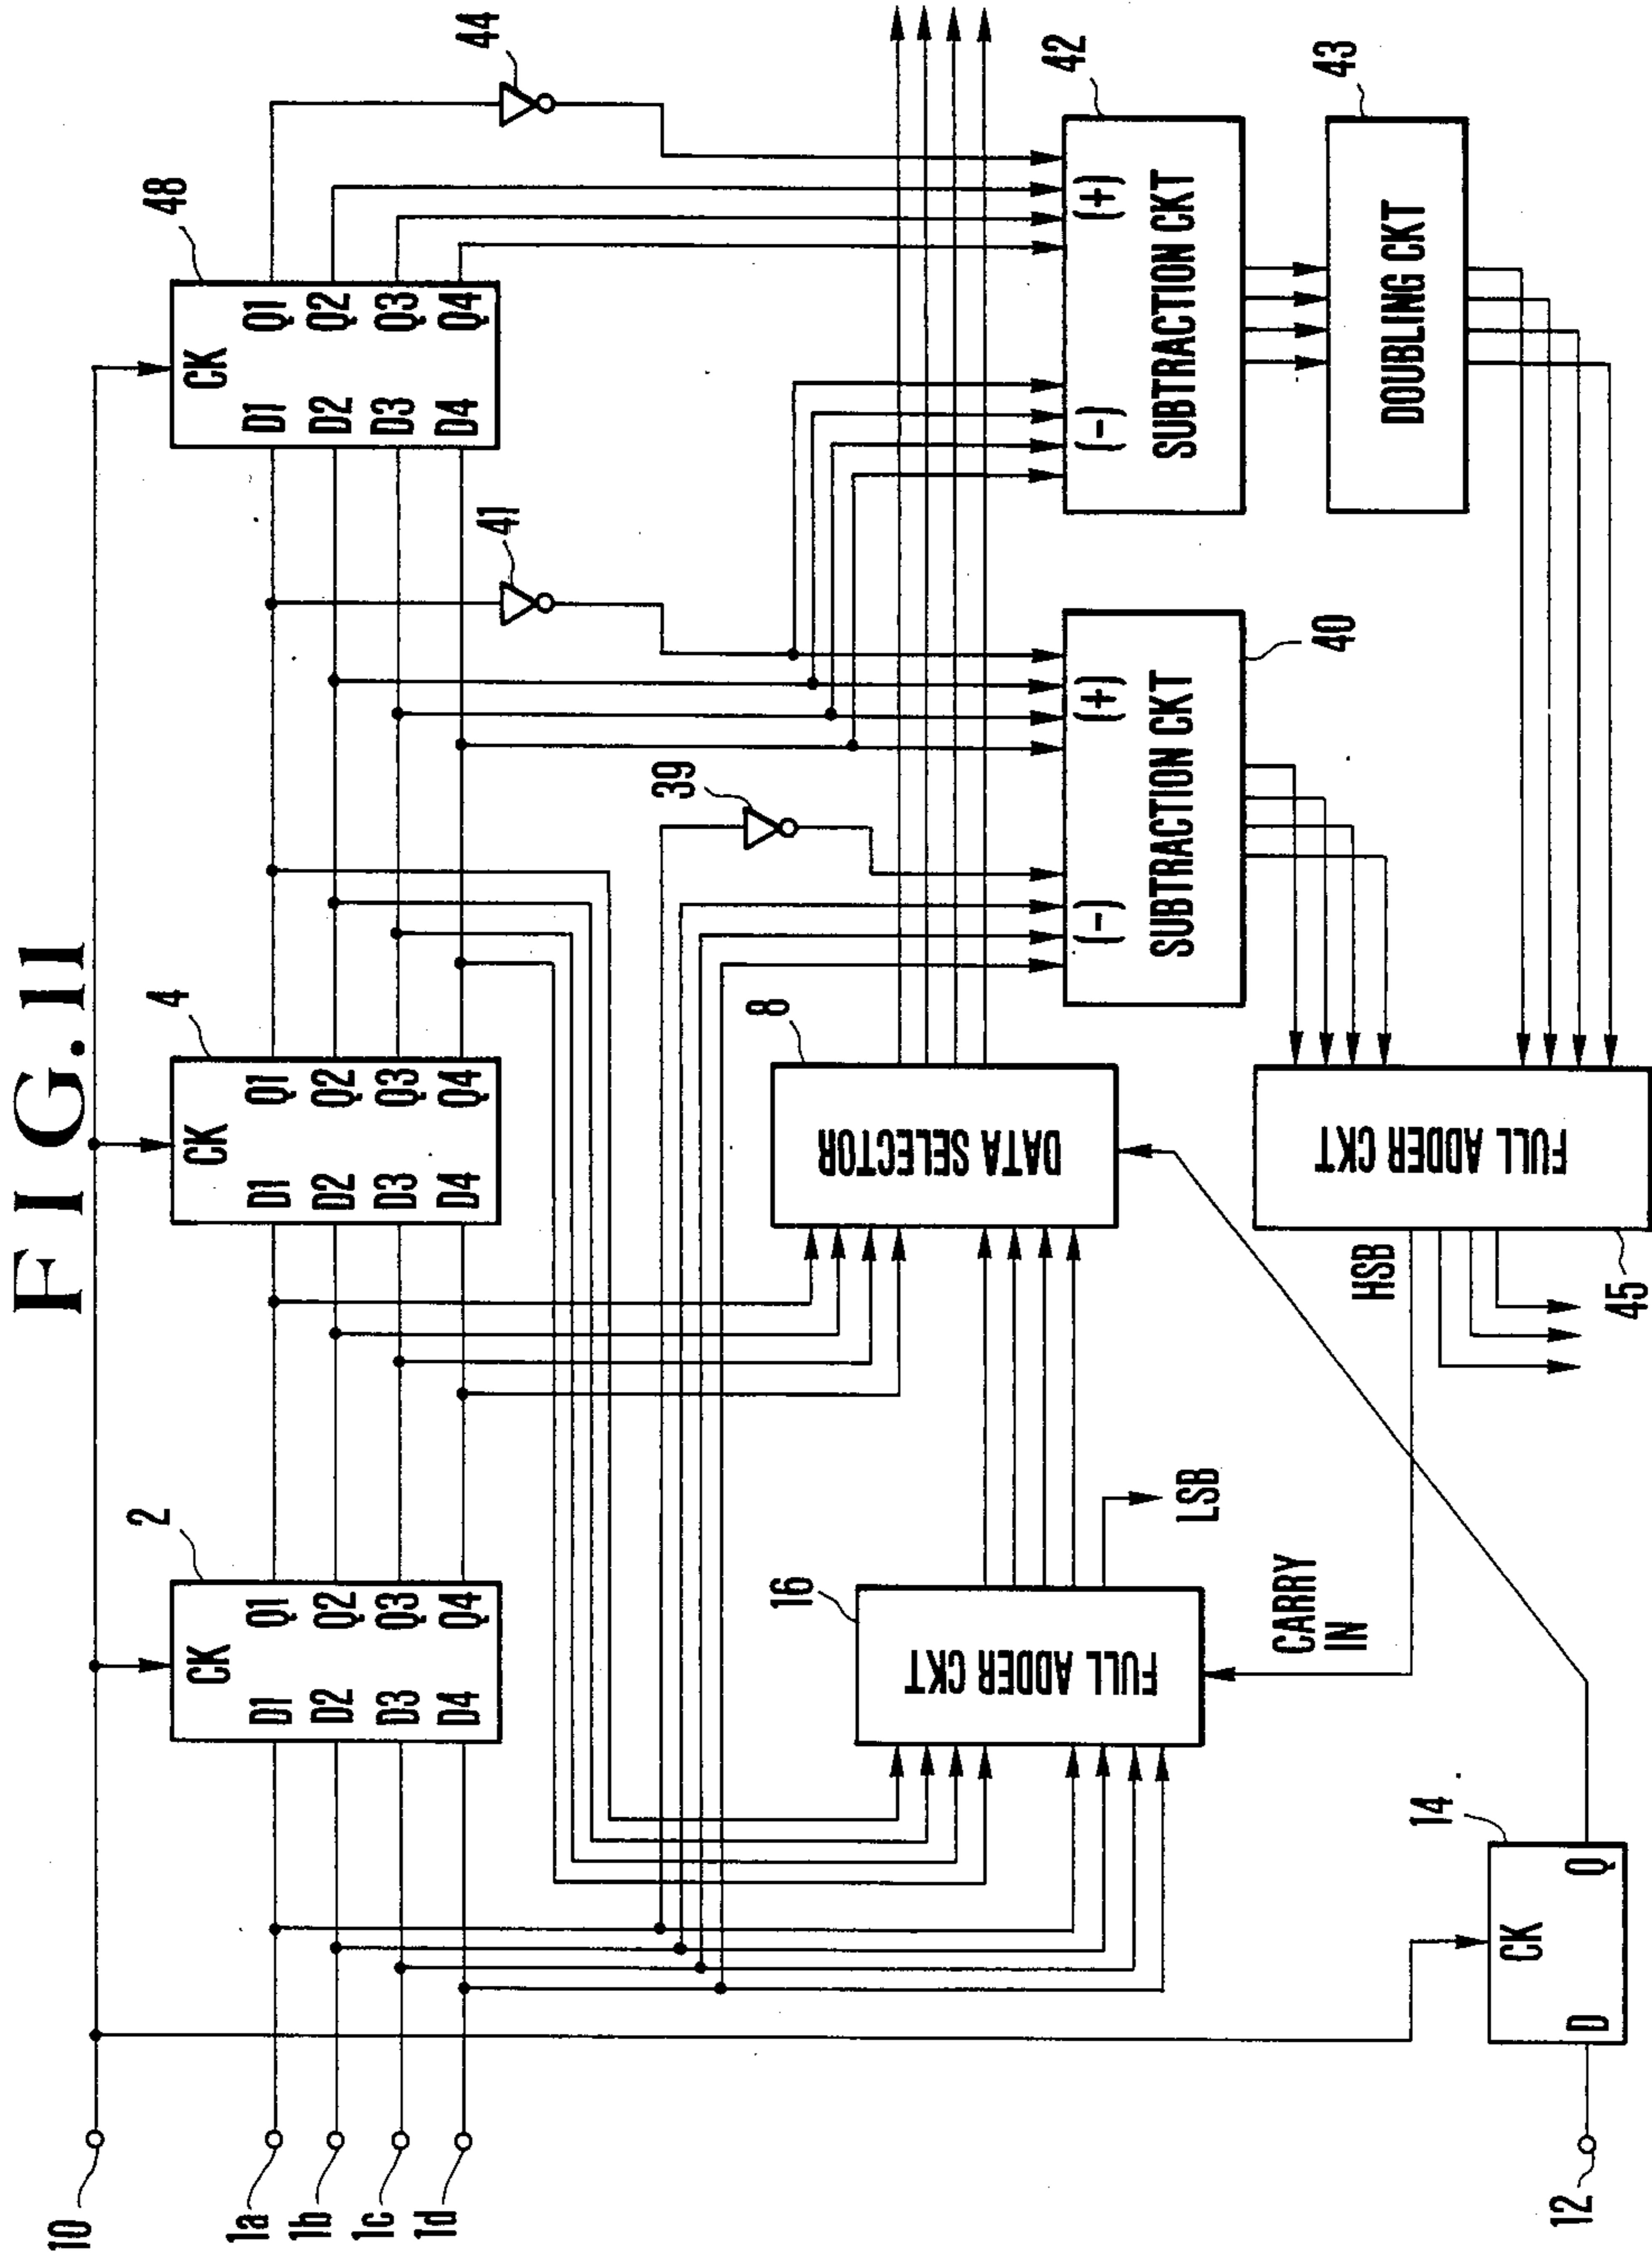 FIG.11
10
1a
1b
1c
1d
2
CK
D1 Q1
D2 Q2
D3 Q3
D4 Q4
4
CK
D1 Q1
D2 Q2
D3 Q3
D4 Q4
48
CK
D1 Q1
D2 Q2
D3 Q3
D4 Q4
41
44
39
16
FULL ADDER CKT
LSB
CARRY
IN
8
DATA SELECTOR
(-) (+)
SUBTRACTION CKT
40
(-) (+)
SUBTRACTION CKT
42
DOUBLING CKT
43
HSB
FULL ADDER CKT
45
12
14
CK
D Q